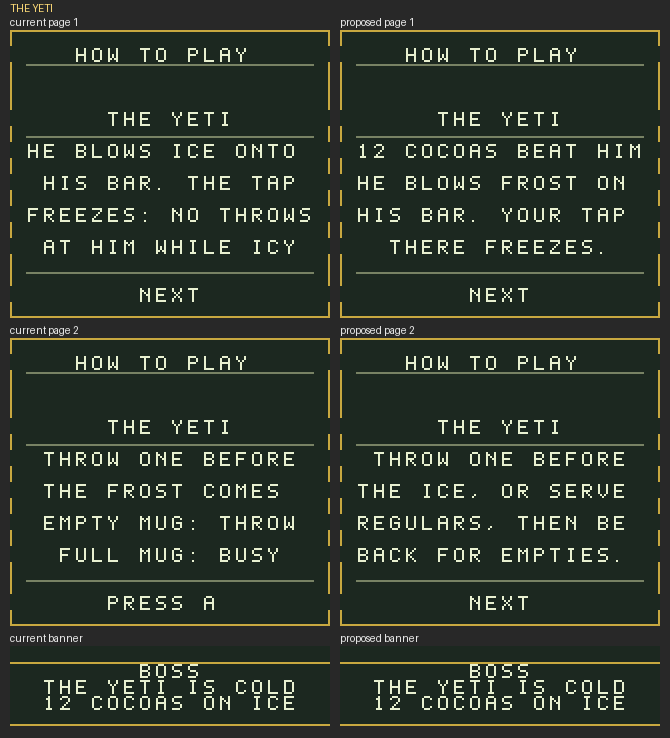 THE YETI
current page 1
HOW TO PLAY
THE YETI
HE BLOWS ICE ONTO
HIS BAR. THE TAP
FREEZES: NO THROWS
AT HIM WHILE ICY
NEXT
proposed page 1
HOW TO PLAY
THE YETI
12 COCOAS BEAT HIM
HE BLOWS FROST ON
HIS BAR. YOUR TAP
THERE FREEZES.
NEXT
current page 2
HOW TO PLAY
THE YETI
THROW ONE BEFORE
THE FROST COMES
EMPTY MUG: THROW
FULL MUG: BUSY
PRESS A
proposed page 2
HOW TO PLAY
THE YETI
THROW ONE BEFORE
THE ICE, OR SERVE
REGULARS, THEN BE
BACK FOR EMPTIES.
NEXT
current banner
BOSS
THE YETI IS COLD
12 COCOAS ON ICE
proposed banner
BOSS
THE YETI IS COLD
12 COCOAS ON ICE